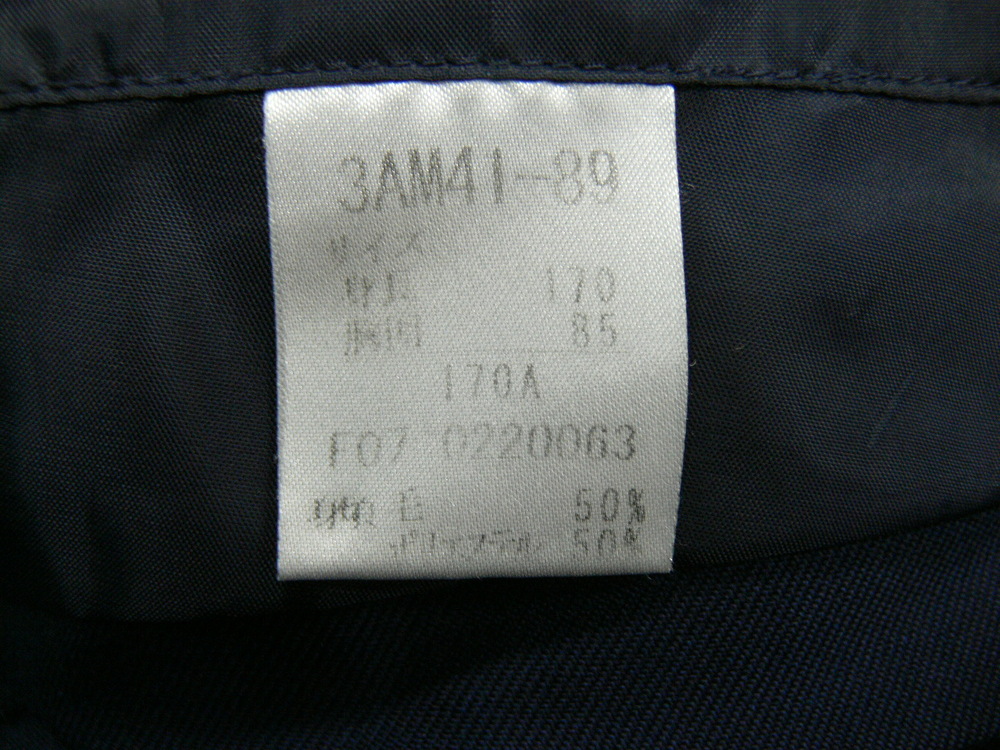 3AM41-89
サイズ
身長 170
胸囲 85
170A
F07 0220063
毛 50%
ポリエステル 50%